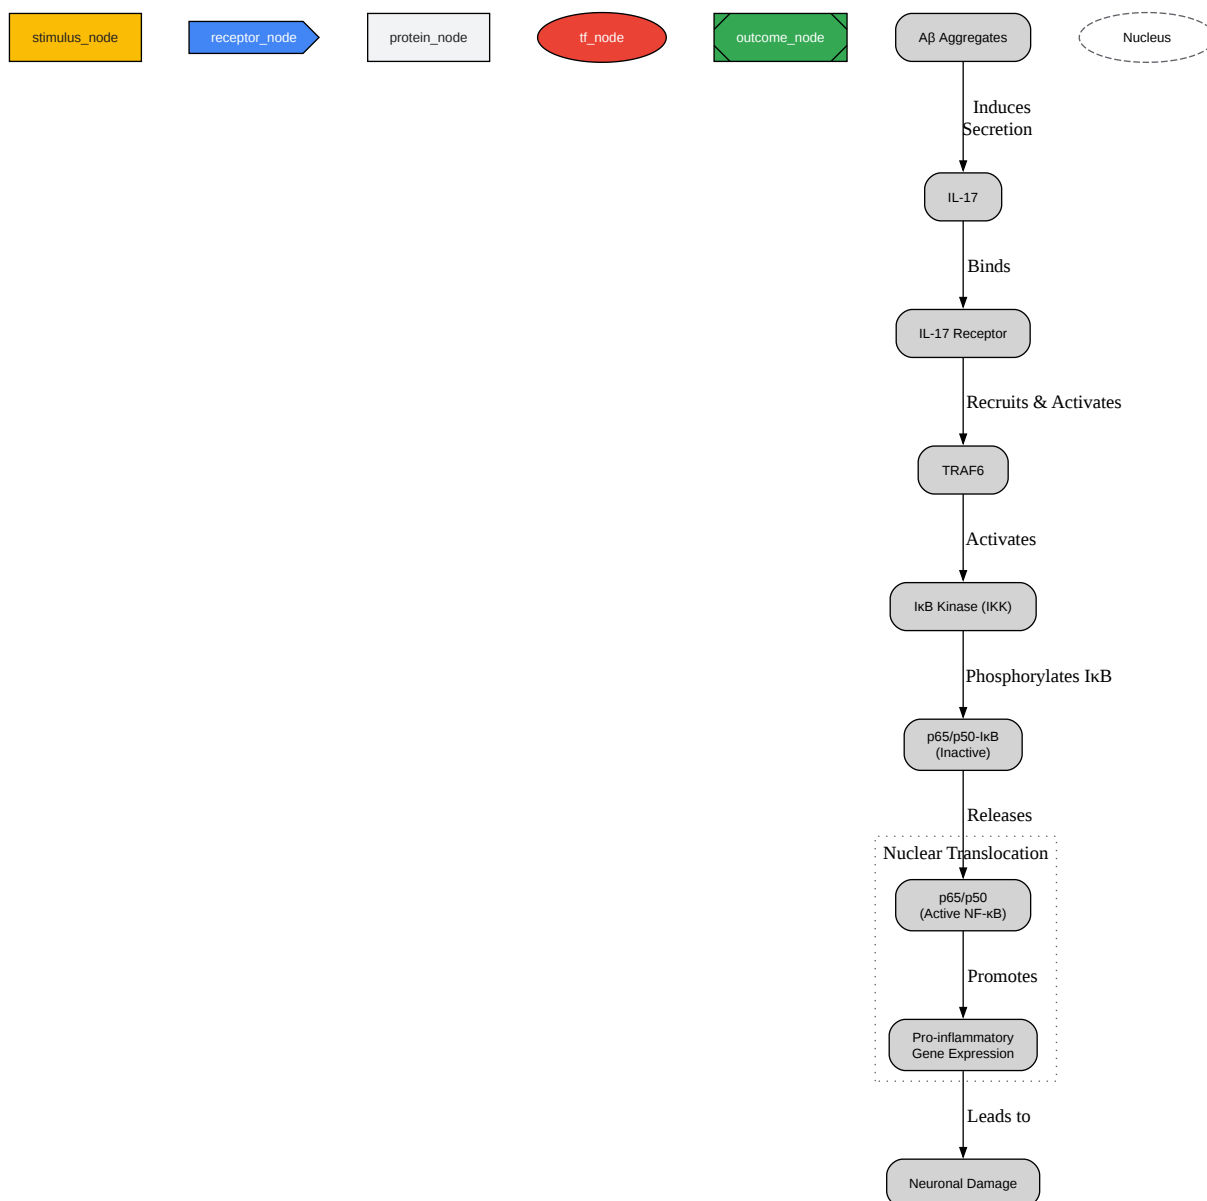 stimulus_node
receptor_node
protein_node
tf_node
outcome_node
Aβ Aggregates
Nucleus
Induces
Secretion
IL-17
Binds
IL-17 Receptor
Recruits & Activates
TRAF6
Activates
IκB Kinase (IKK)
Phosphorylates IκB
p65/p50-IκB
(Inactive)
Releases
Nuclear Translocation
p65/p50
(Active NF-κB)
Promotes
Pro-inflammatory
Gene Expression
Leads to
Neuronal Damage